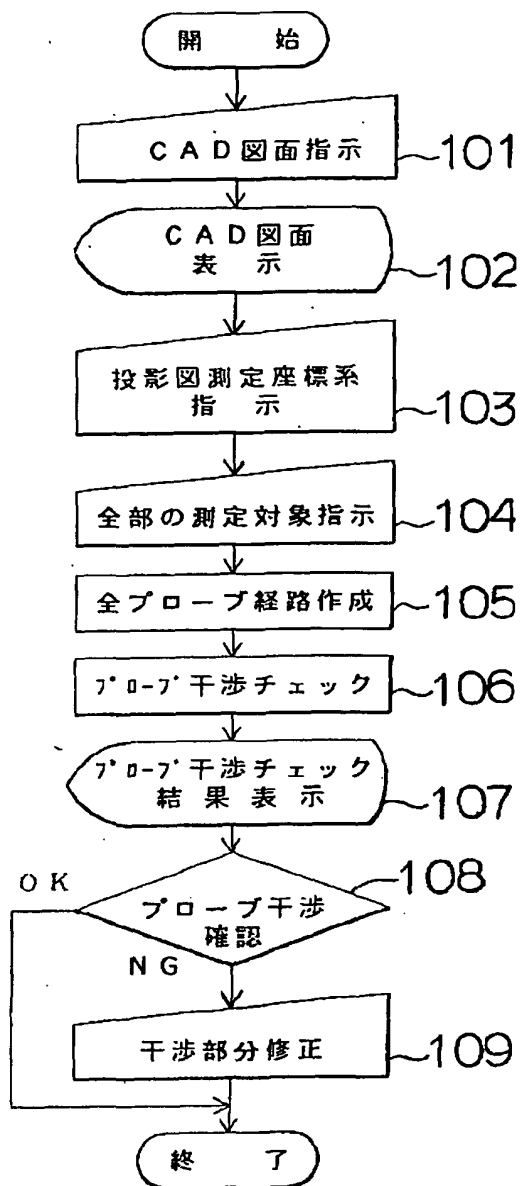 開 始
CAD図面指示
101
CAD図面
表 示
102
投影図測定座標系
指 示
103
全部の測定対象指示
104
全プローブ経路作成
105
プローブ干渉チェック
106
プローブ干渉チェック
結果表示
107
OK
108
プローブ干渉
確認
NG
干渉部分修正
109
終 了